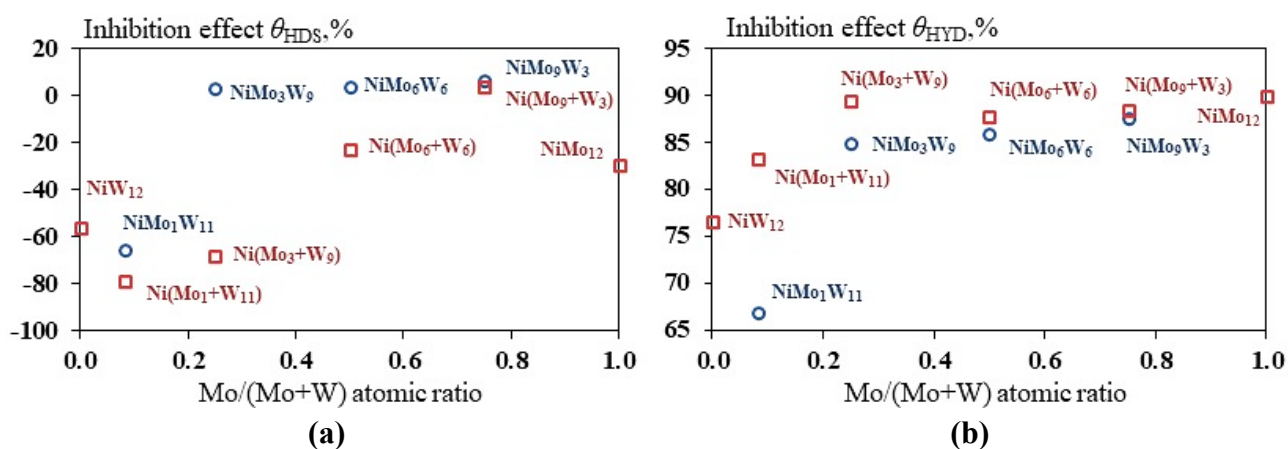 Inhibition effect θHDS,%
20
0
-20
-40
-60
-80
-100
NiMo₃W₉
NiMo₆W₆
NiMo₉W₃
Ni(Mo₉+W₃)
Ni(Mo₆+W₆)
NiMo₁₂
NiW₁₂
NiMo₁W₁₁
Ni(Mo₃+W₉)
Ni(Mo₁+W₁₁)
0.0 0.2 0.4 0.6 0.8 1.0
Mo/(Mo+W) atomic ratio
(a)
Inhibition effect θHYD,%
95
90
85
80
75
70
65
Ni(Mo₃+W₉)
Ni(Mo₆+W₆)
Ni(Mo₉+W₃)
NiMo₁₂
NiMo₃W₉
NiMo₆W₆
NiMo₉W₃
Ni(Mo₁+W₁₁)
NiW₁₂
NiMo₁W₁₁
0.0 0.2 0.4 0.6 0.8 1.0
Mo/(Mo+W) atomic ratio
(b)